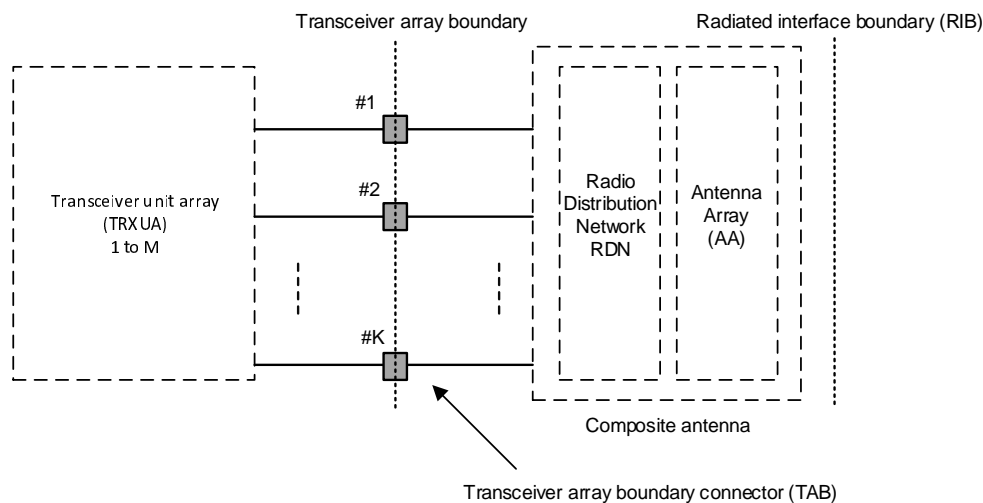 Transceiver array boundary
Radiated interface boundary (RIB)
#1
#2
#K
Transceiver unit array
(TRXUA)
1 to M
Radio
Distribution
Network
RDN
Antenna
Array
(AA)
Composite antenna
Transceiver array boundary connector (TAB)